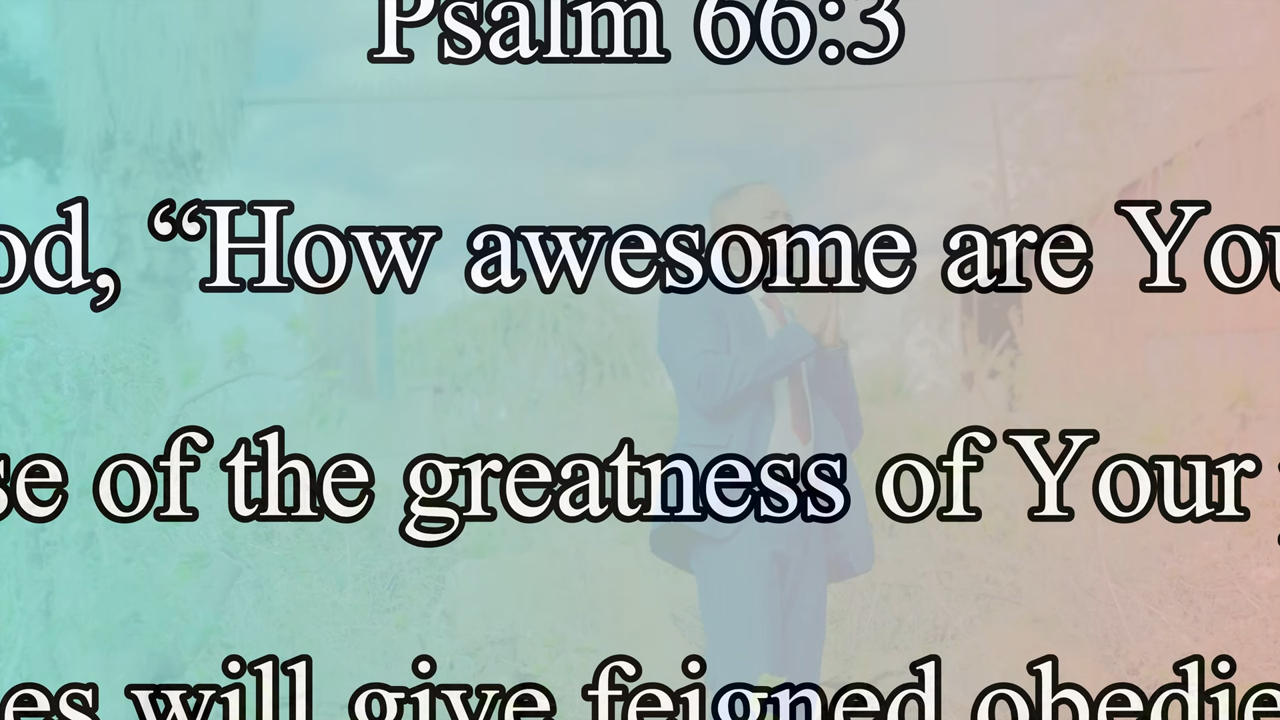 Psalm 66:3
od, “How awesome are You
se of the greatness of Your
es will give feigned obedie